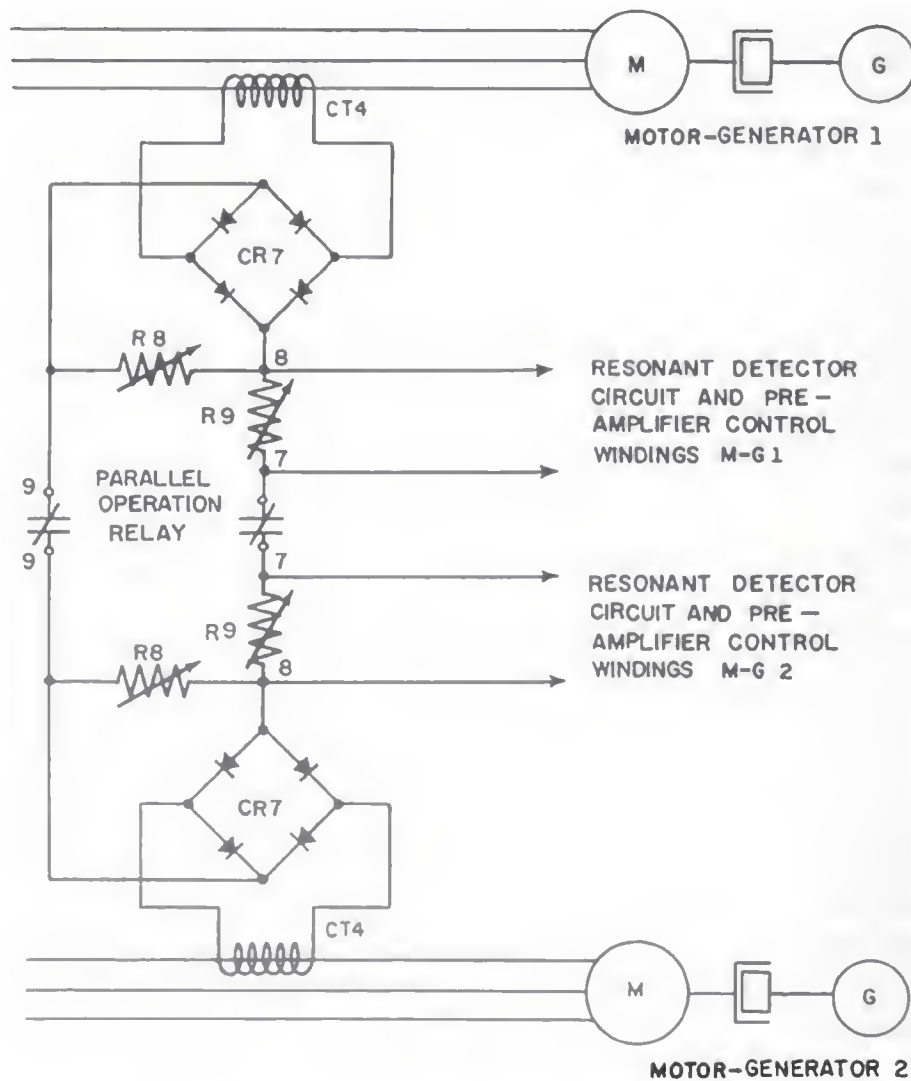 M
G
CT4
MOTOR-GENERATOR 1
CR7
R8
8
RESONANT DETECTOR
CIRCUIT AND PRE-
AMPLIFIER CONTROL
WINDINGS M-G1
R9
7
9
PARALLEL
OPERATION
RELAY
9
7
RESONANT DETECTOR
CIRCUIT AND PRE-
AMPLIFIER CONTROL
WINDINGS M-G 2
R9
R8
8
CR7
CT4
M
G
MOTOR-GENERATOR 2